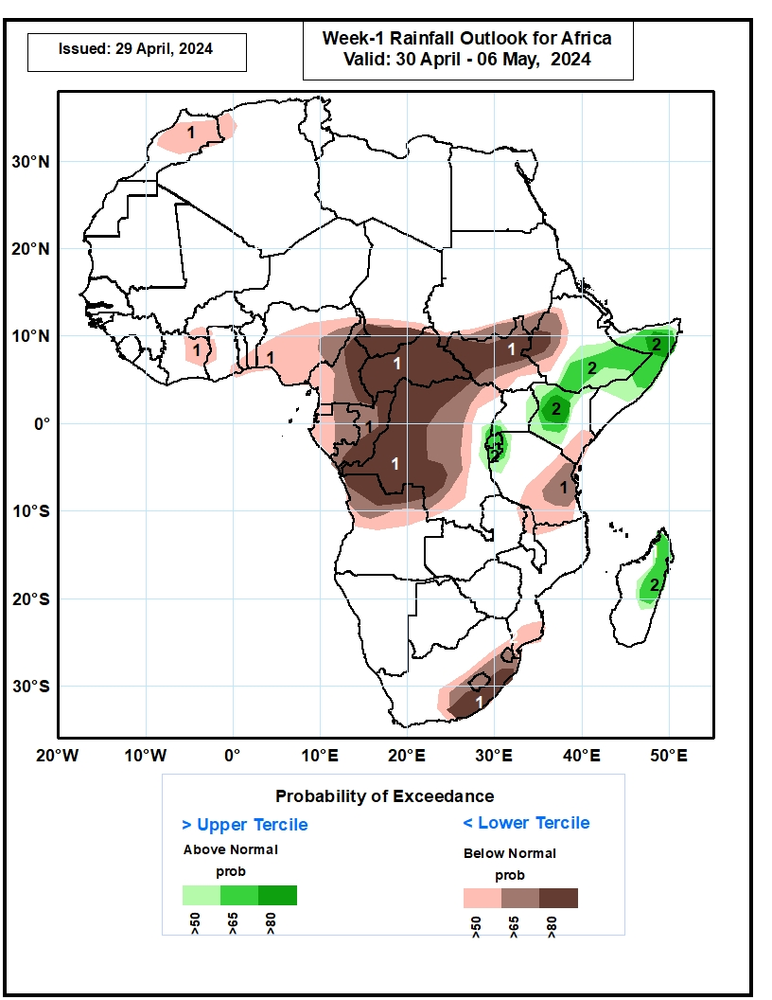 Issued: 29 April, 2024
Week-1 Rainfall Outlook for Africa
Valid: 30 April - 06 May, 2024
1
30°N
20°N
10°N
1
1
1
1
2
2
0°
1
2
2
1
1
10°S
2
20°S
30°S
1
20°W
10°W
0°
10°E
20°E
30°E
40°E
50°E
Probability of Exceedance
> Upper Tercile
< Lower Tercile
Above Normal
Below Normal
prob
prob
>50
>65
>80
>50
>65
>80